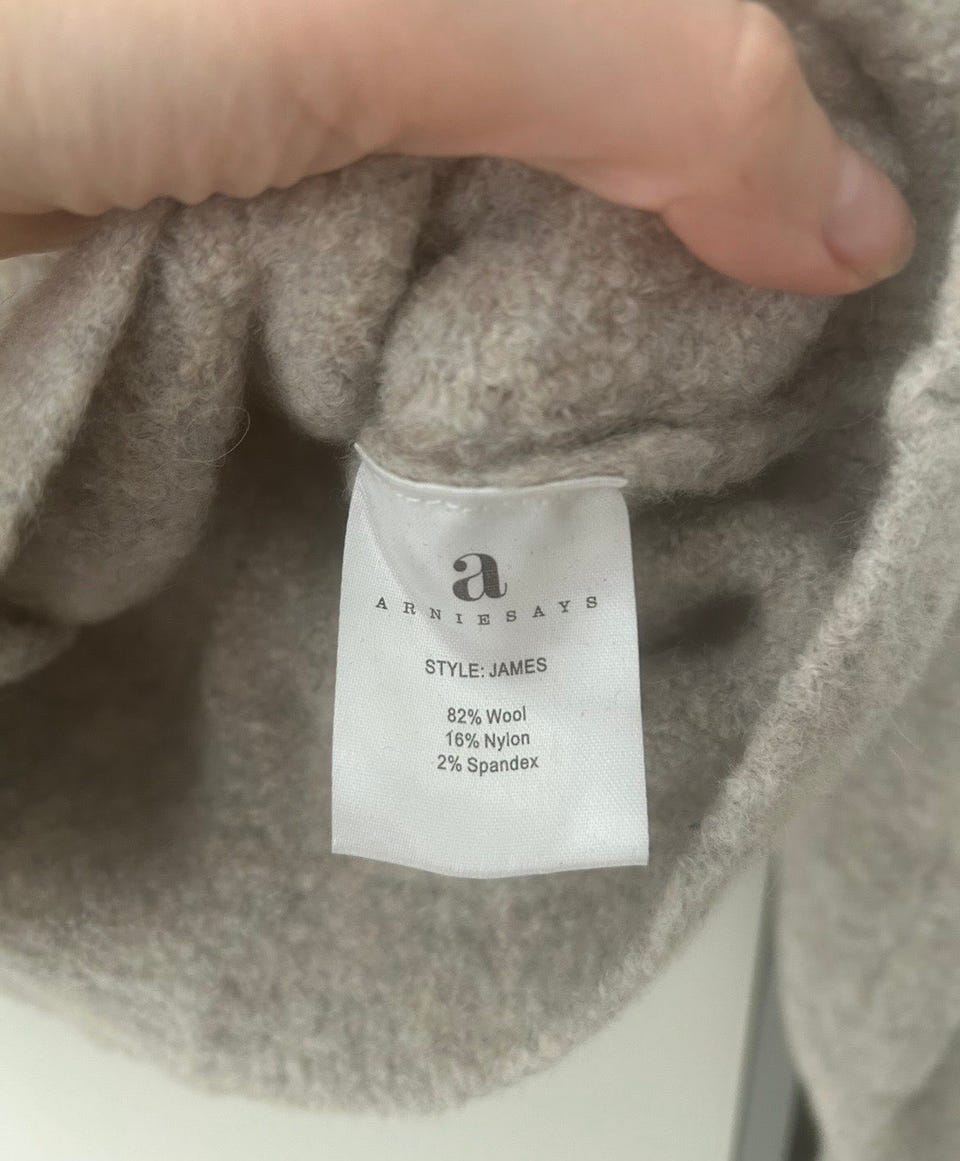 a
ARNIESAYS
STYLE: JAMES
82% Wool
16% Nylon
2% Spandex